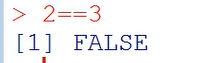 > 2==3
[1] FALSE